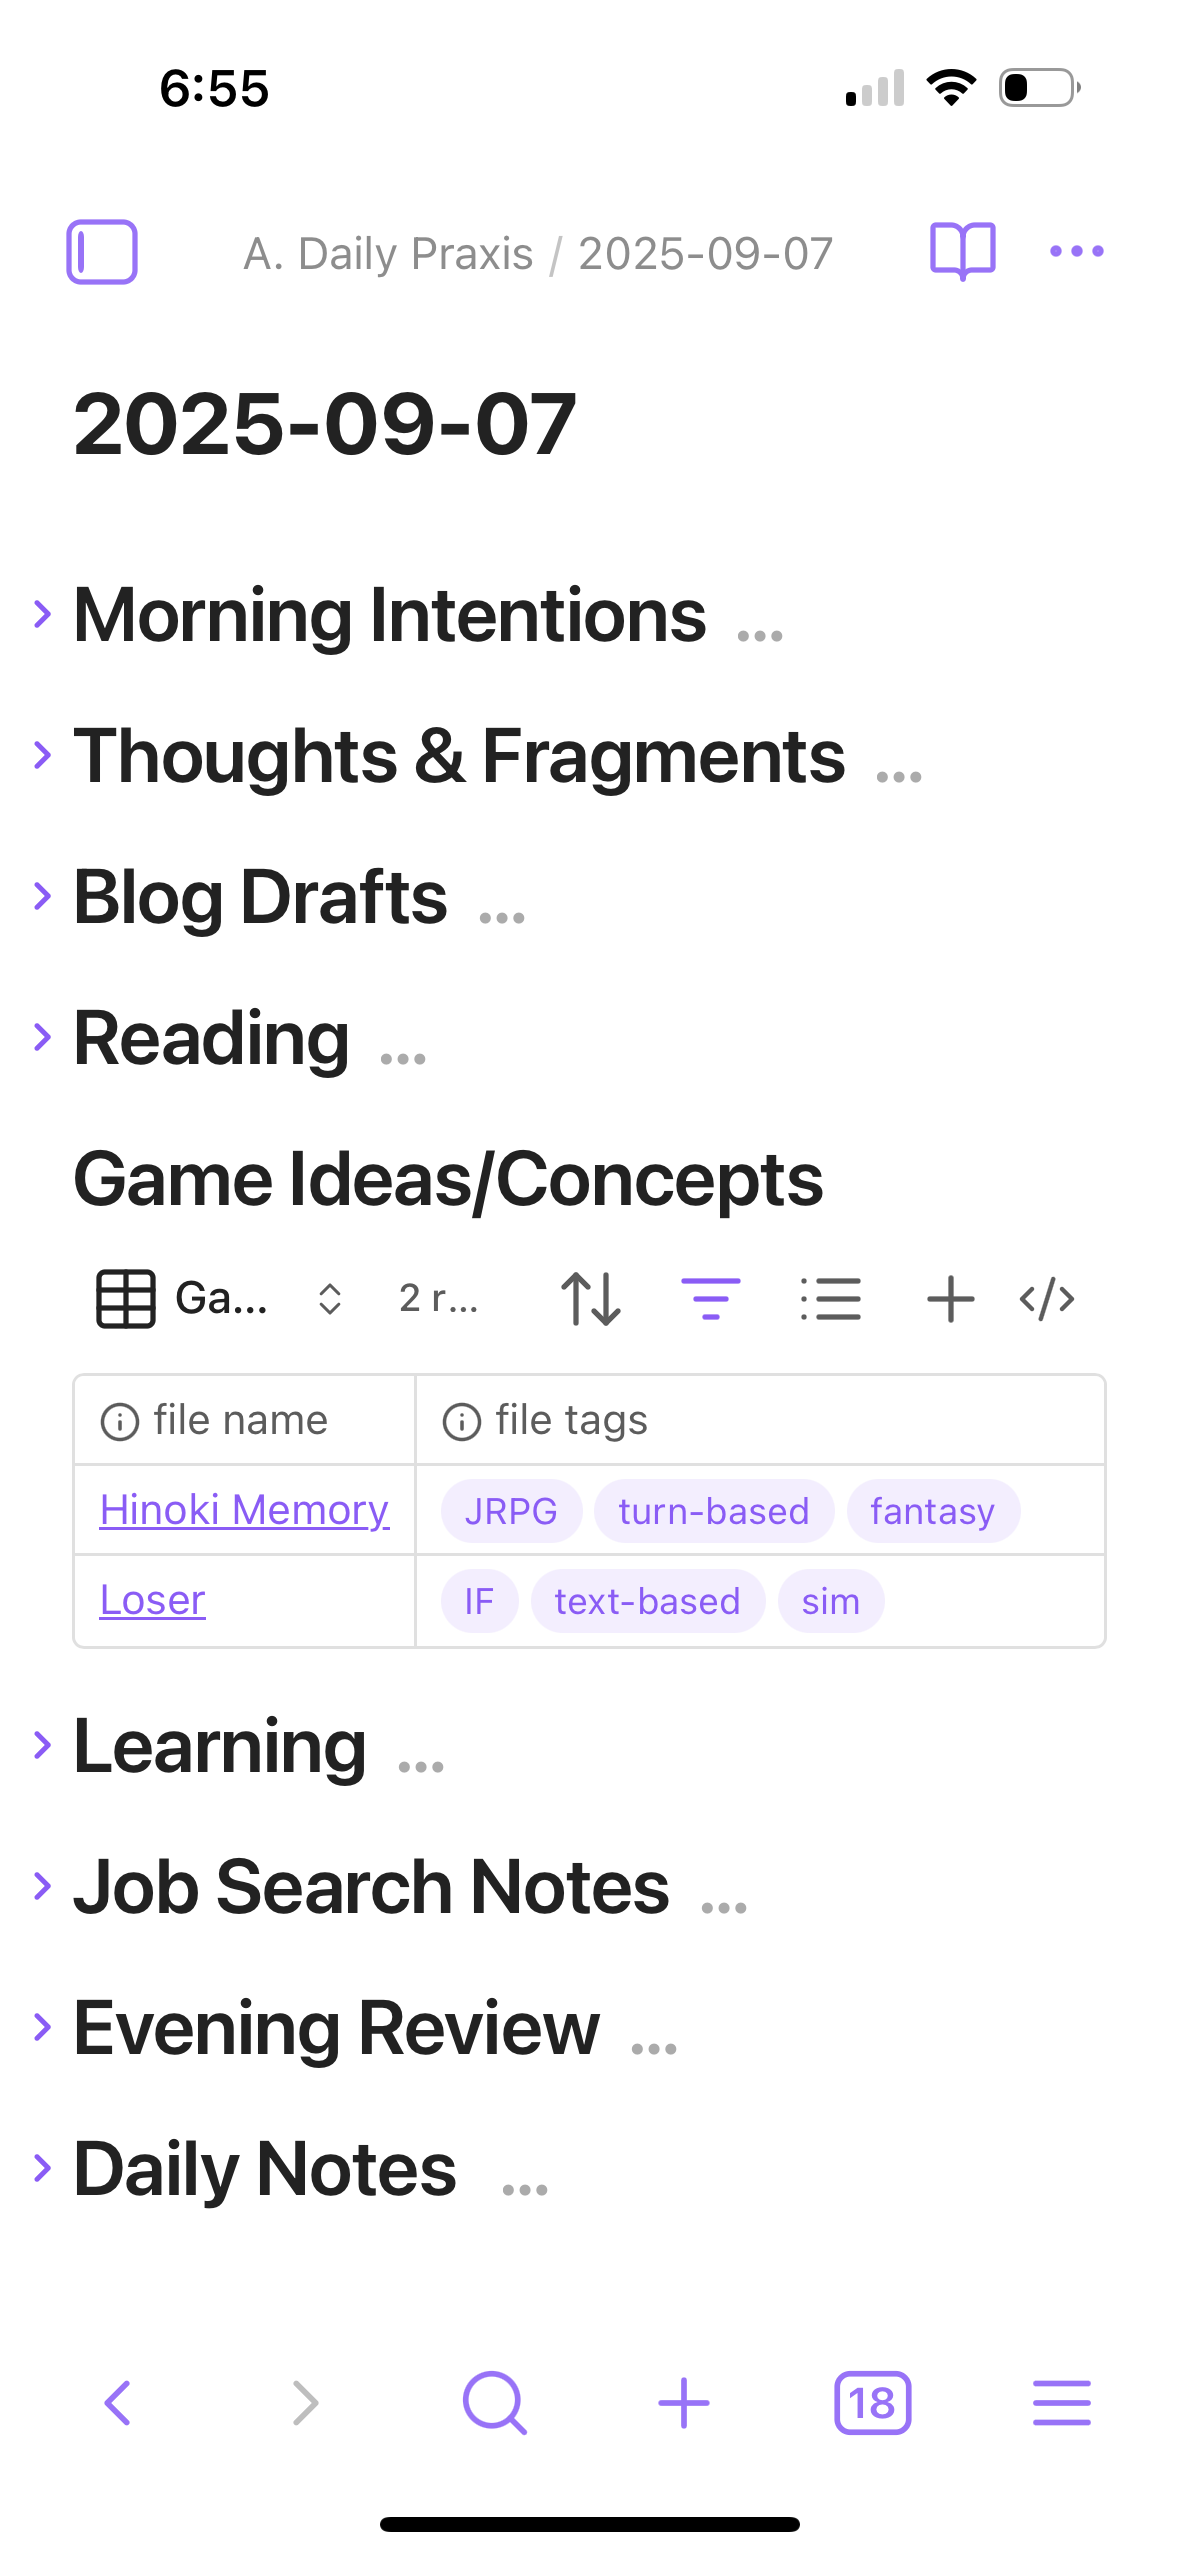 6:55
A. Daily Praxis / 2025-09-07
2025-09-07
Morning Intentions ...
Thoughts & Fragments ...
Blog Drafts ...
Reading ...
Game Ideas/Concepts
Ga... 2 r...
file name file tags
Hinoki Memory JRPG turn-based fantasy
Loser IF text-based sim
Learning ...
Job Search Notes ...
Evening Review ...
Daily Notes ...
18